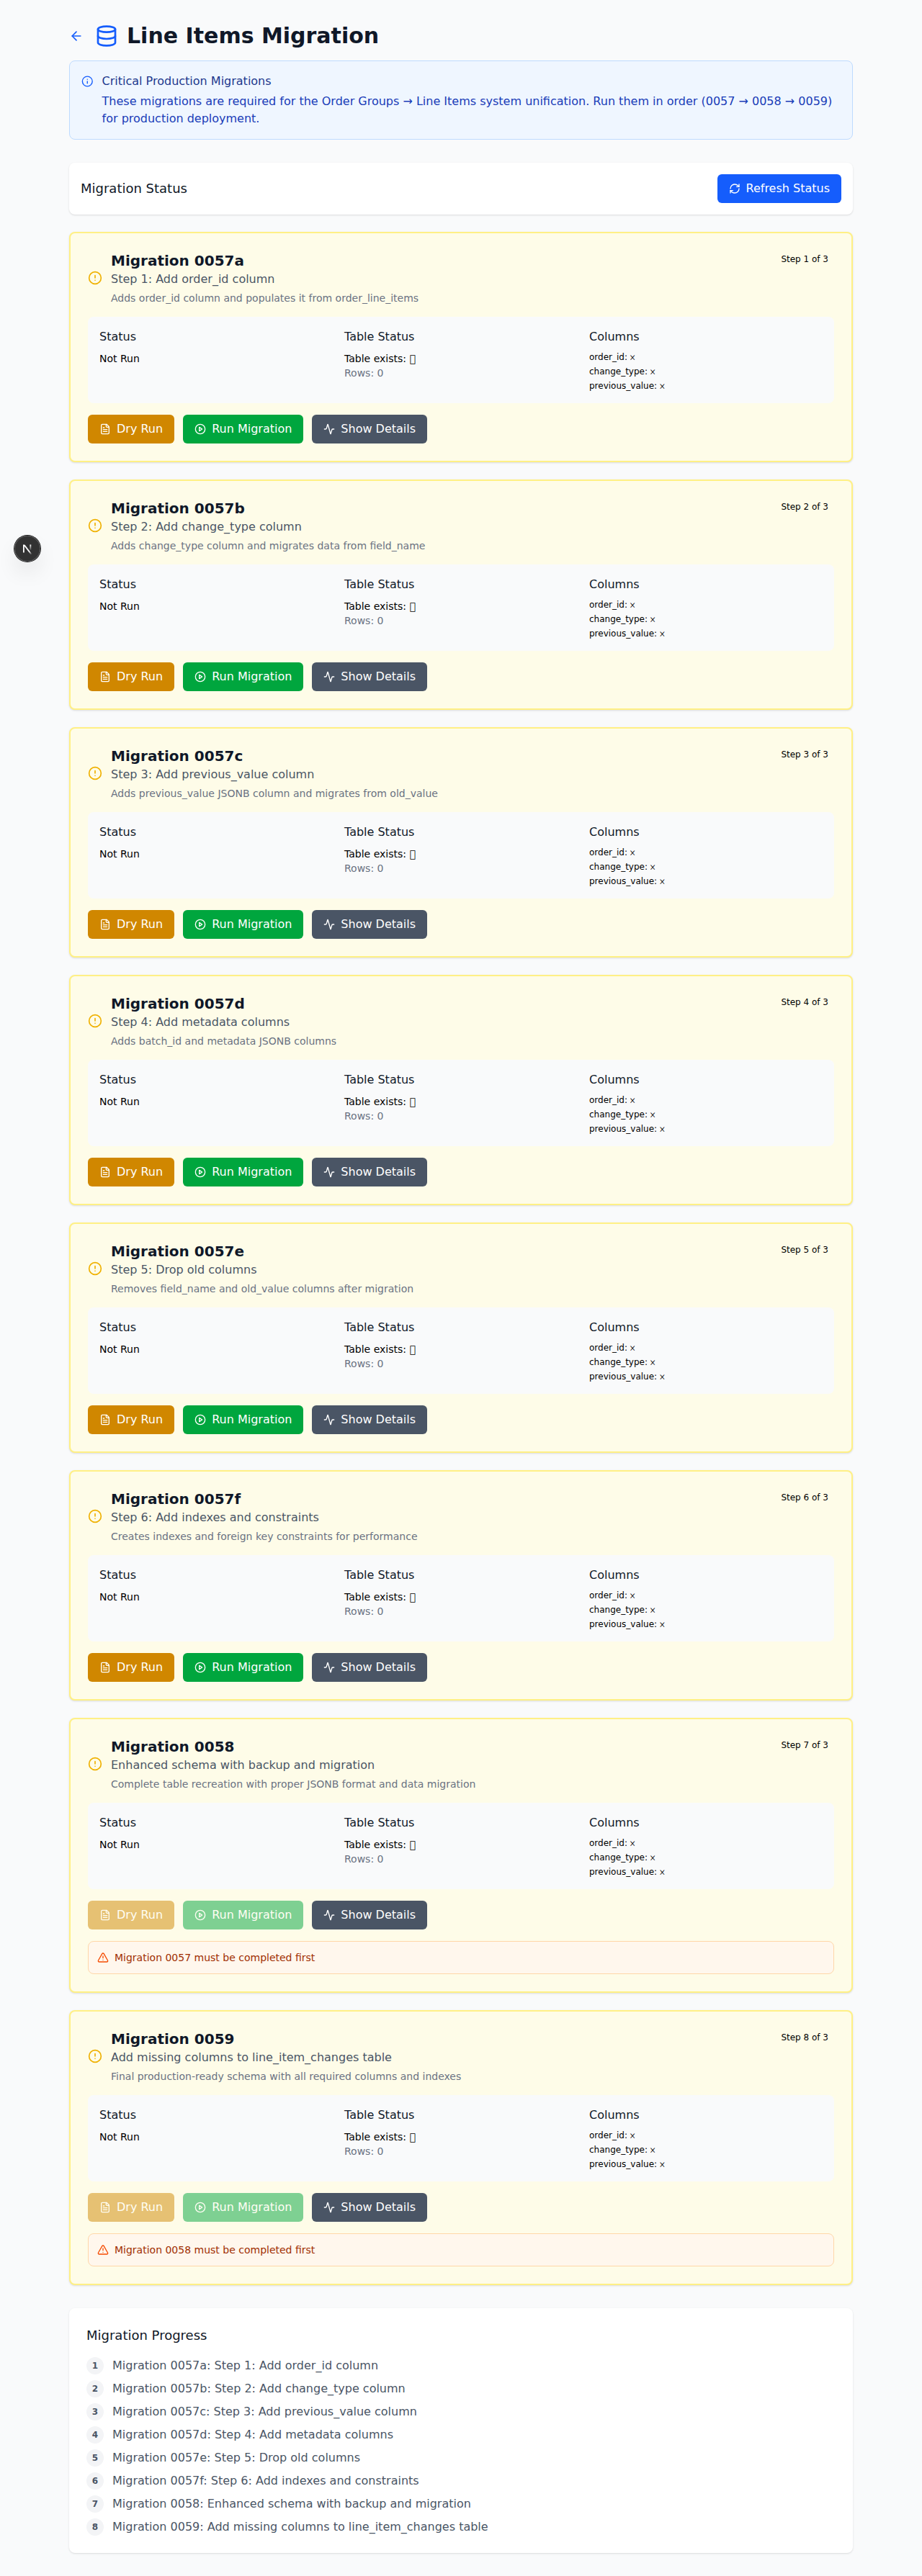 Line Items Migration
Critical Production Migrations
These migrations are required for the Order Groups → Line Items system unification. Run them in order (0057 → 0058 → 0059)
for production deployment.
Migration Status
Refresh Status
Migration 0057a
Step 1 of 3
Step 1: Add order_id column
Adds order_id column and populates it from order_line_items
Status
Table Status
Columns
Not Run
Table exists:
order_id: ×
Rows: 0
change_type: ×
previous_value: ×
Dry Run
Run Migration
Show Details
Migration 0057b
Step 2 of 3
Step 2: Add change_type column
Adds change_type column and migrates data from field_name
Status
Table Status
Columns
Not Run
Table exists:
order_id: ×
Rows: 0
change_type: ×
previous_value: ×
Dry Run
Run Migration
Show Details
Migration 0057c
Step 3 of 3
Step 3: Add previous_value column
Adds previous_value JSONB column and migrates from old_value
Status
Table Status
Columns
Not Run
Table exists:
order_id: ×
Rows: 0
change_type: ×
previous_value: ×
Dry Run
Run Migration
Show Details
Migration 0057d
Step 4 of 3
Step 4: Add metadata columns
Adds batch_id and metadata JSONB columns
Status
Table Status
Columns
Not Run
Table exists:
order_id: ×
Rows: 0
change_type: ×
previous_value: ×
Dry Run
Run Migration
Show Details
Migration 0057e
Step 5 of 3
Step 5: Drop old columns
Removes field_name and old_value columns after migration
Status
Table Status
Columns
Not Run
Table exists:
order_id: ×
Rows: 0
change_type: ×
previous_value: ×
Dry Run
Run Migration
Show Details
Migration 0057f
Step 6 of 3
Step 6: Add indexes and constraints
Creates indexes and foreign key constraints for performance
Status
Table Status
Columns
Not Run
Table exists:
order_id: ×
Rows: 0
change_type: ×
previous_value: ×
Dry Run
Run Migration
Show Details
Migration 0058
Step 7 of 3
Enhanced schema with backup and migration
Complete table recreation with proper JSONB format and data migration
Status
Table Status
Columns
Not Run
Table exists:
order_id: ×
Rows: 0
change_type: ×
previous_value: ×
Dry Run
Run Migration
Show Details
Migration 0057 must be completed first
Migration 0059
Step 8 of 3
Add missing columns to line_item_changes table
Final production-ready schema with all required columns and indexes
Status
Table Status
Columns
Not Run
Table exists:
order_id: ×
Rows: 0
change_type: ×
previous_value: ×
Dry Run
Run Migration
Show Details
Migration 0058 must be completed first
Migration Progress
1 Migration 0057a: Step 1: Add order_id column
2 Migration 0057b: Step 2: Add change_type column
3 Migration 0057c: Step 3: Add previous_value column
4 Migration 0057d: Step 4: Add metadata columns
5 Migration 0057e: Step 5: Drop old columns
6 Migration 0057f: Step 6: Add indexes and constraints
7 Migration 0058: Enhanced schema with backup and migration
8 Migration 0059: Add missing columns to line_item_changes table